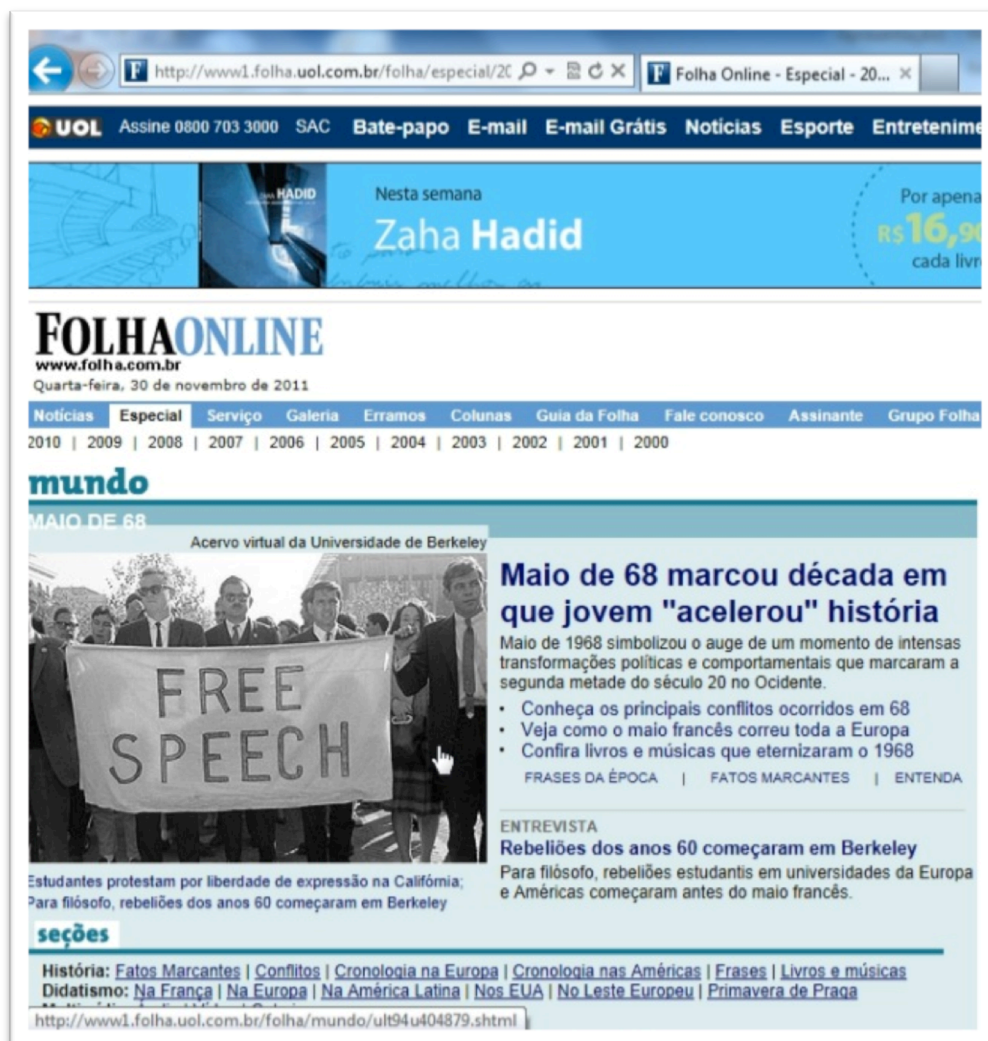 http://www1.folha.uol.com.br/folha/especial/20
Folha Online - Especial - 20...
UOL Assine 0800 703 3000 SAC Bate-papo E-mail E-mail Grátis Notícias Esporte Entretenime
HADID
Nesta semana
Zaha Hadid
Por apena
R$16,90
cada livr
FOLHAONLINE
www.folha.com.br
Quarta-feira, 30 de novembro de 2011
Notícias Especial Serviço Galeria Erramos Colunas Guia da Folha Fale conosco Assinante Grupo Folha
2010 | 2009 | 2008 | 2007 | 2006 | 2005 | 2004 | 2003 | 2002 | 2001 | 2000
mundo
MAIO DE 68
Acervo virtual da Universidade de Berkeley
FREE
SPEECH
Estudantes protestam por liberdade de expressão na Califórnia;
Para filósofo, rebeliões dos anos 60 começaram em Berkeley
Maio de 68 marcou década em
que jovem "acelerou" história
Maio de 1968 simbolizou o auge de um momento de intensas
transformações políticas e comportamentais que marcaram a
segunda metade do século 20 no Ocidente.
• Conheça os principais conflitos ocorridos em 68
• Veja como o maio francês correu toda a Europa
• Confira livros e músicas que eternizaram o 1968
FRASES DA ÉPOCA | FATOS MARCANTES | ENTENDA
ENTREVISTA
Rebeliões dos anos 60 começaram em Berkeley
Para filósofo, rebeliões estudantis em universidades da Europa
e Américas começaram antes do maio francês.
seções
História: Fatos Marcantes | Conflitos | Cronologia na Europa | Cronologia nas Américas | Frases | Livros e músicas
Didatismo: Na França | Na Europa | Na América Latina | Nos EUA | No Leste Europeu | Primavera de Praga
http://www1.folha.uol.com.br/folha/mundo/ult94u404879.shtml